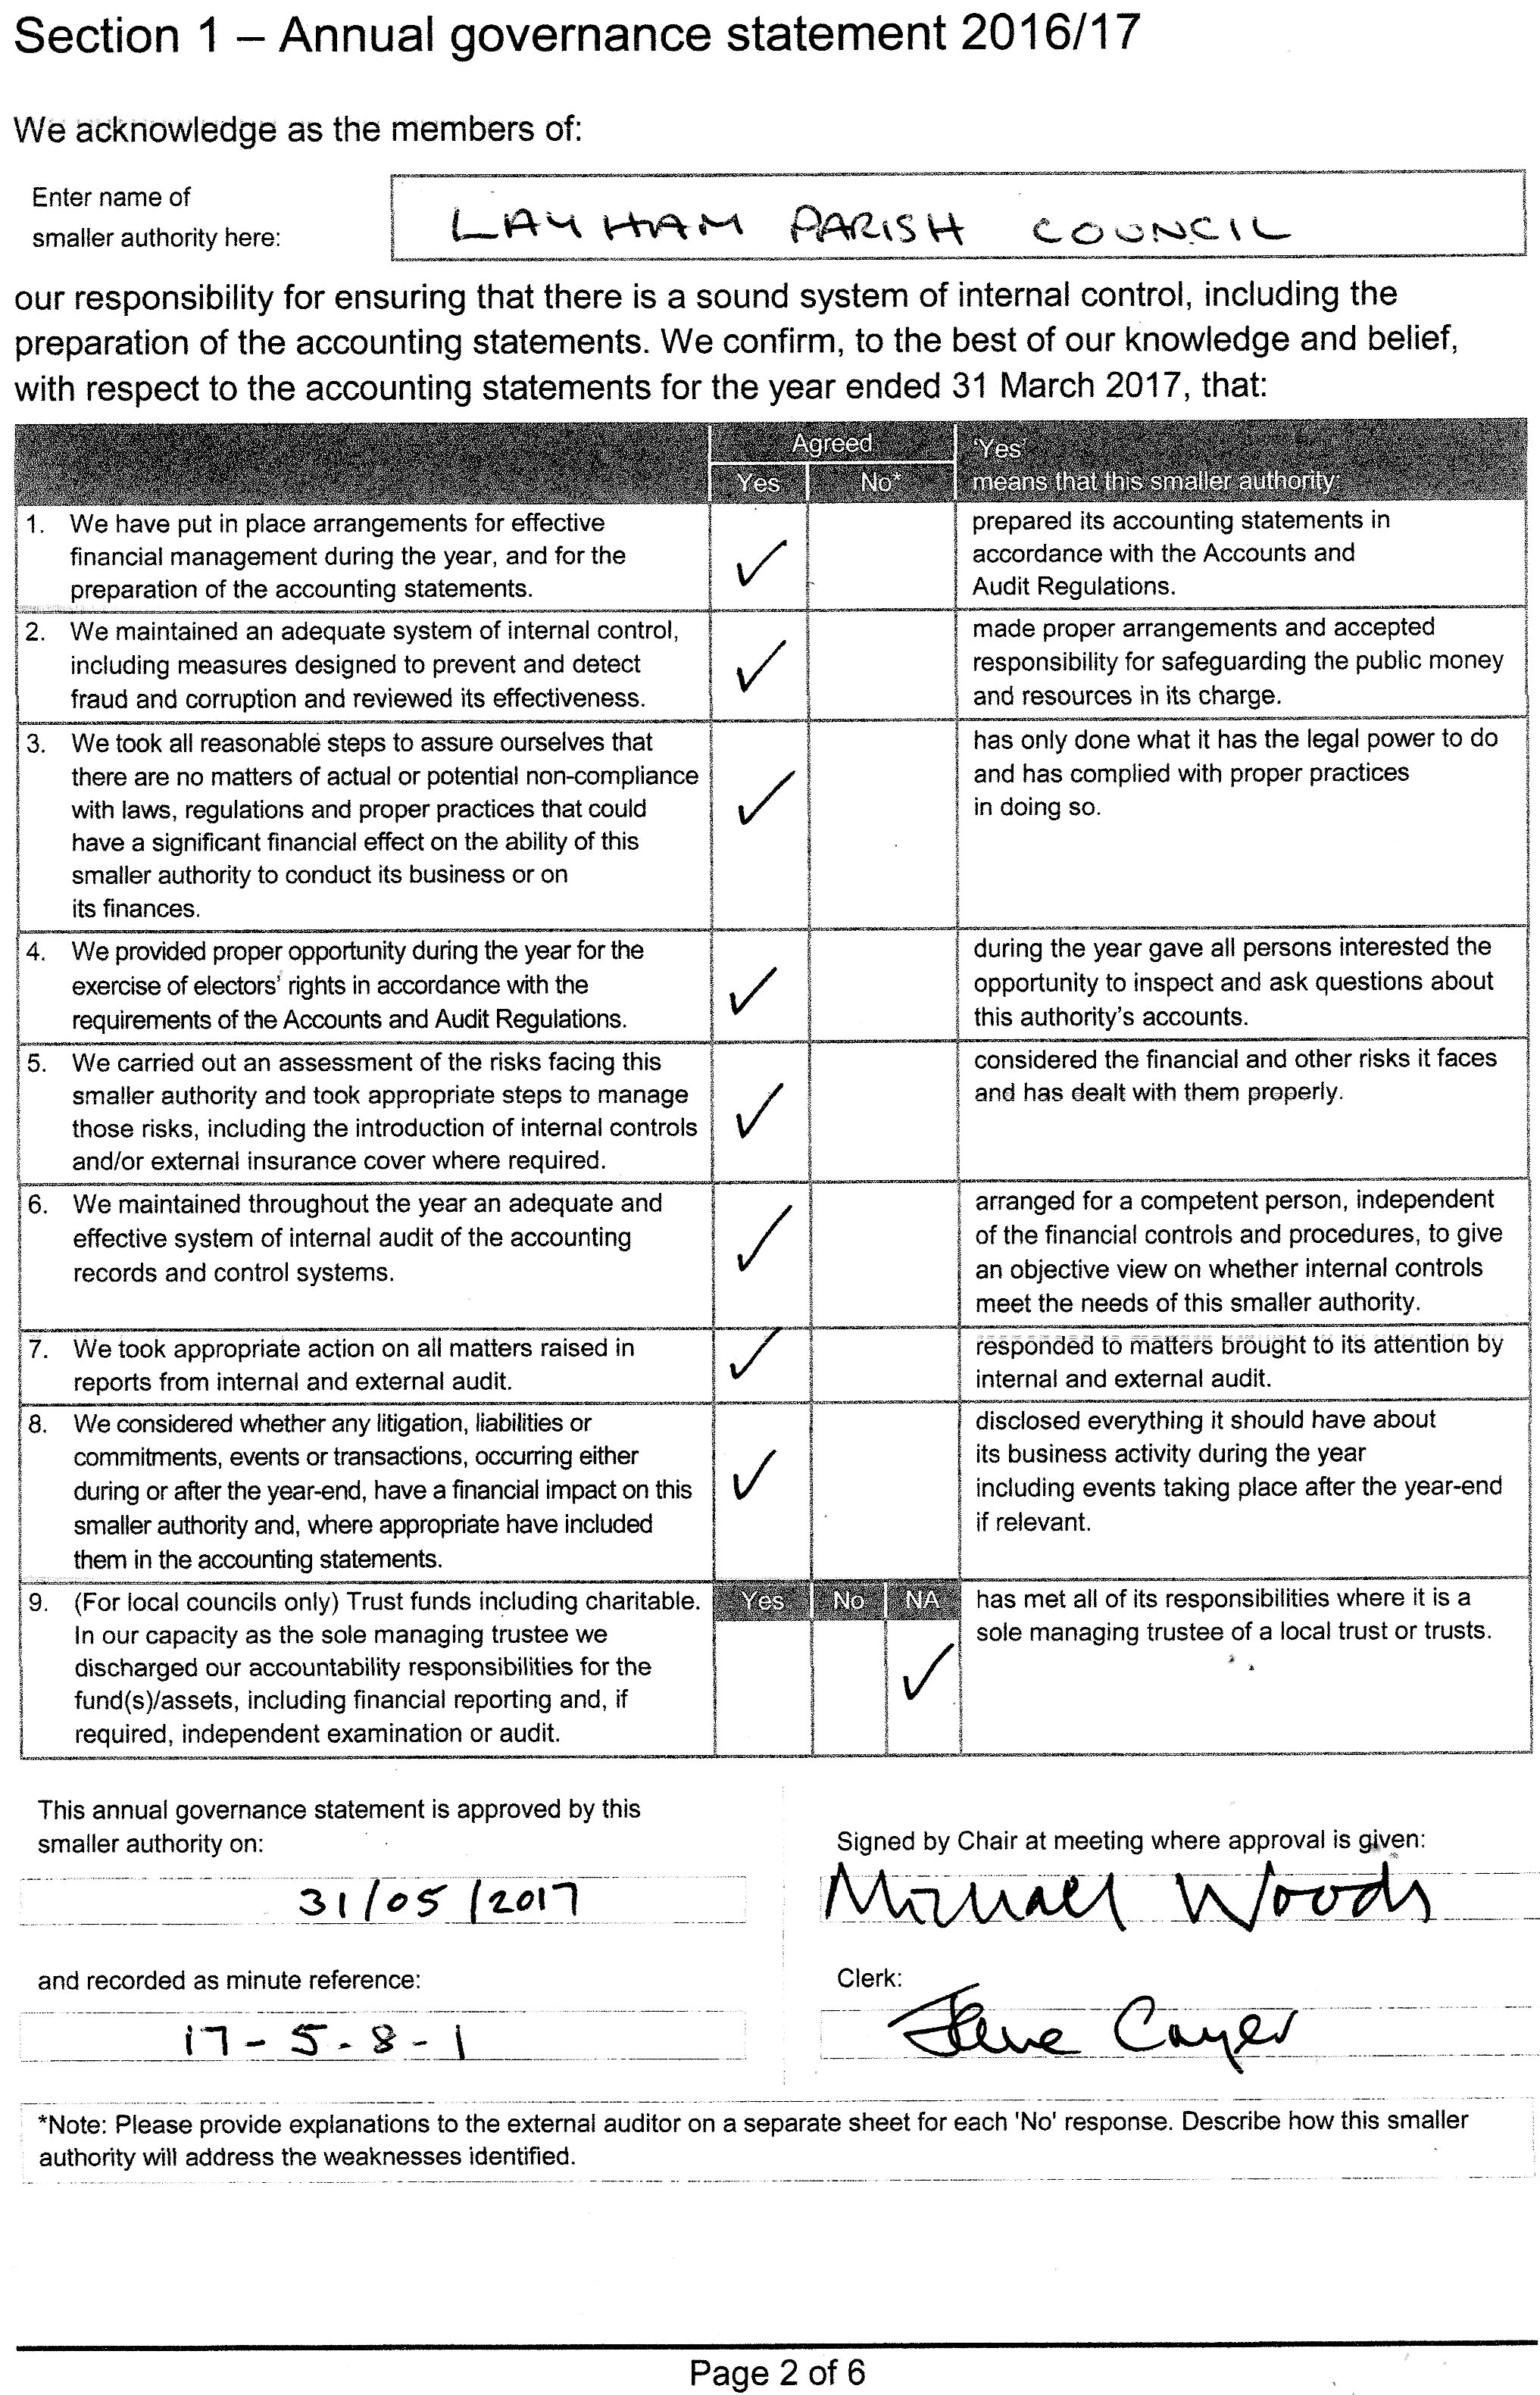 Section 1 – Annual governance statement 2016/17
We acknowledge as the members of:
Enter name of
smaller authority here:
LAYHAM PARISH COUNCIL
our responsibility for ensuring that there is a sound system of internal control, including the
preparation of the accounting statements. We confirm, to the best of our knowledge and belief,
with respect to the accounting statements for the year ended 31 March 2017, that:
Agreed
Yes No*
'Yes'
means that this smaller authority:
1. We have put in place arrangements for effective
financial management during the year, and for the
preparation of the accounting statements.
✓
prepared its accounting statements in
accordance with the Accounts and
Audit Regulations.
2. We maintained an adequate system of internal control,
including measures designed to prevent and detect
fraud and corruption and reviewed its effectiveness.
✓
made proper arrangements and accepted
responsibility for safeguarding the public money
and resources in its charge.
3. We took all reasonable steps to assure ourselves that
there are no matters of actual or potential non-compliance
with laws, regulations and proper practices that could
have a significant financial effect on the ability of this
smaller authority to conduct its business or on
its finances.
✓
has only done what it has the legal power to do
and has complied with proper practices
in doing so.
4. We provided proper opportunity during the year for the
exercise of electors' rights in accordance with the
requirements of the Accounts and Audit Regulations.
✓
during the year gave all persons interested the
opportunity to inspect and ask questions about
this authority's accounts.
5. We carried out an assessment of the risks facing this
smaller authority and took appropriate steps to manage
those risks, including the introduction of internal controls
and/or external insurance cover where required.
✓
considered the financial and other risks it faces
and has dealt with them properly.
6. We maintained throughout the year an adequate and
effective system of internal audit of the accounting
records and control systems.
✓
arranged for a competent person, independent
of the financial controls and procedures, to give
an objective view on whether internal controls
meet the needs of this smaller authority.
7. We took appropriate action on all matters raised in
reports from internal and external audit.
✓
responded to matters brought to its attention by
internal and external audit.
8. We considered whether any litigation, liabilities or
commitments, events or transactions, occurring either
during or after the year-end, have a financial impact on this
smaller authority and, where appropriate have included
them in the accounting statements.
✓
disclosed everything it should have about
its business activity during the year
including events taking place after the year-end
if relevant.
9. (For local councils only) Trust funds including charitable.
In our capacity as the sole managing trustee we
discharged our accountability responsibilities for the
fund(s)/assets, including financial reporting and, if
required, independent examination or audit.
Yes No NA
✓
has met all of its responsibilities where it is a
sole managing trustee of a local trust or trusts.
This annual governance statement is approved by this
smaller authority on:
31/05/2017
and recorded as minute reference:
17-5-8-1
Signed by Chair at meeting where approval is given:
Michael Woods
Clerk:
Cayer
*Note: Please provide explanations to the external auditor on a separate sheet for each 'No' response. Describe how this smaller
authority will address the weaknesses identified.
Page 2 of 6